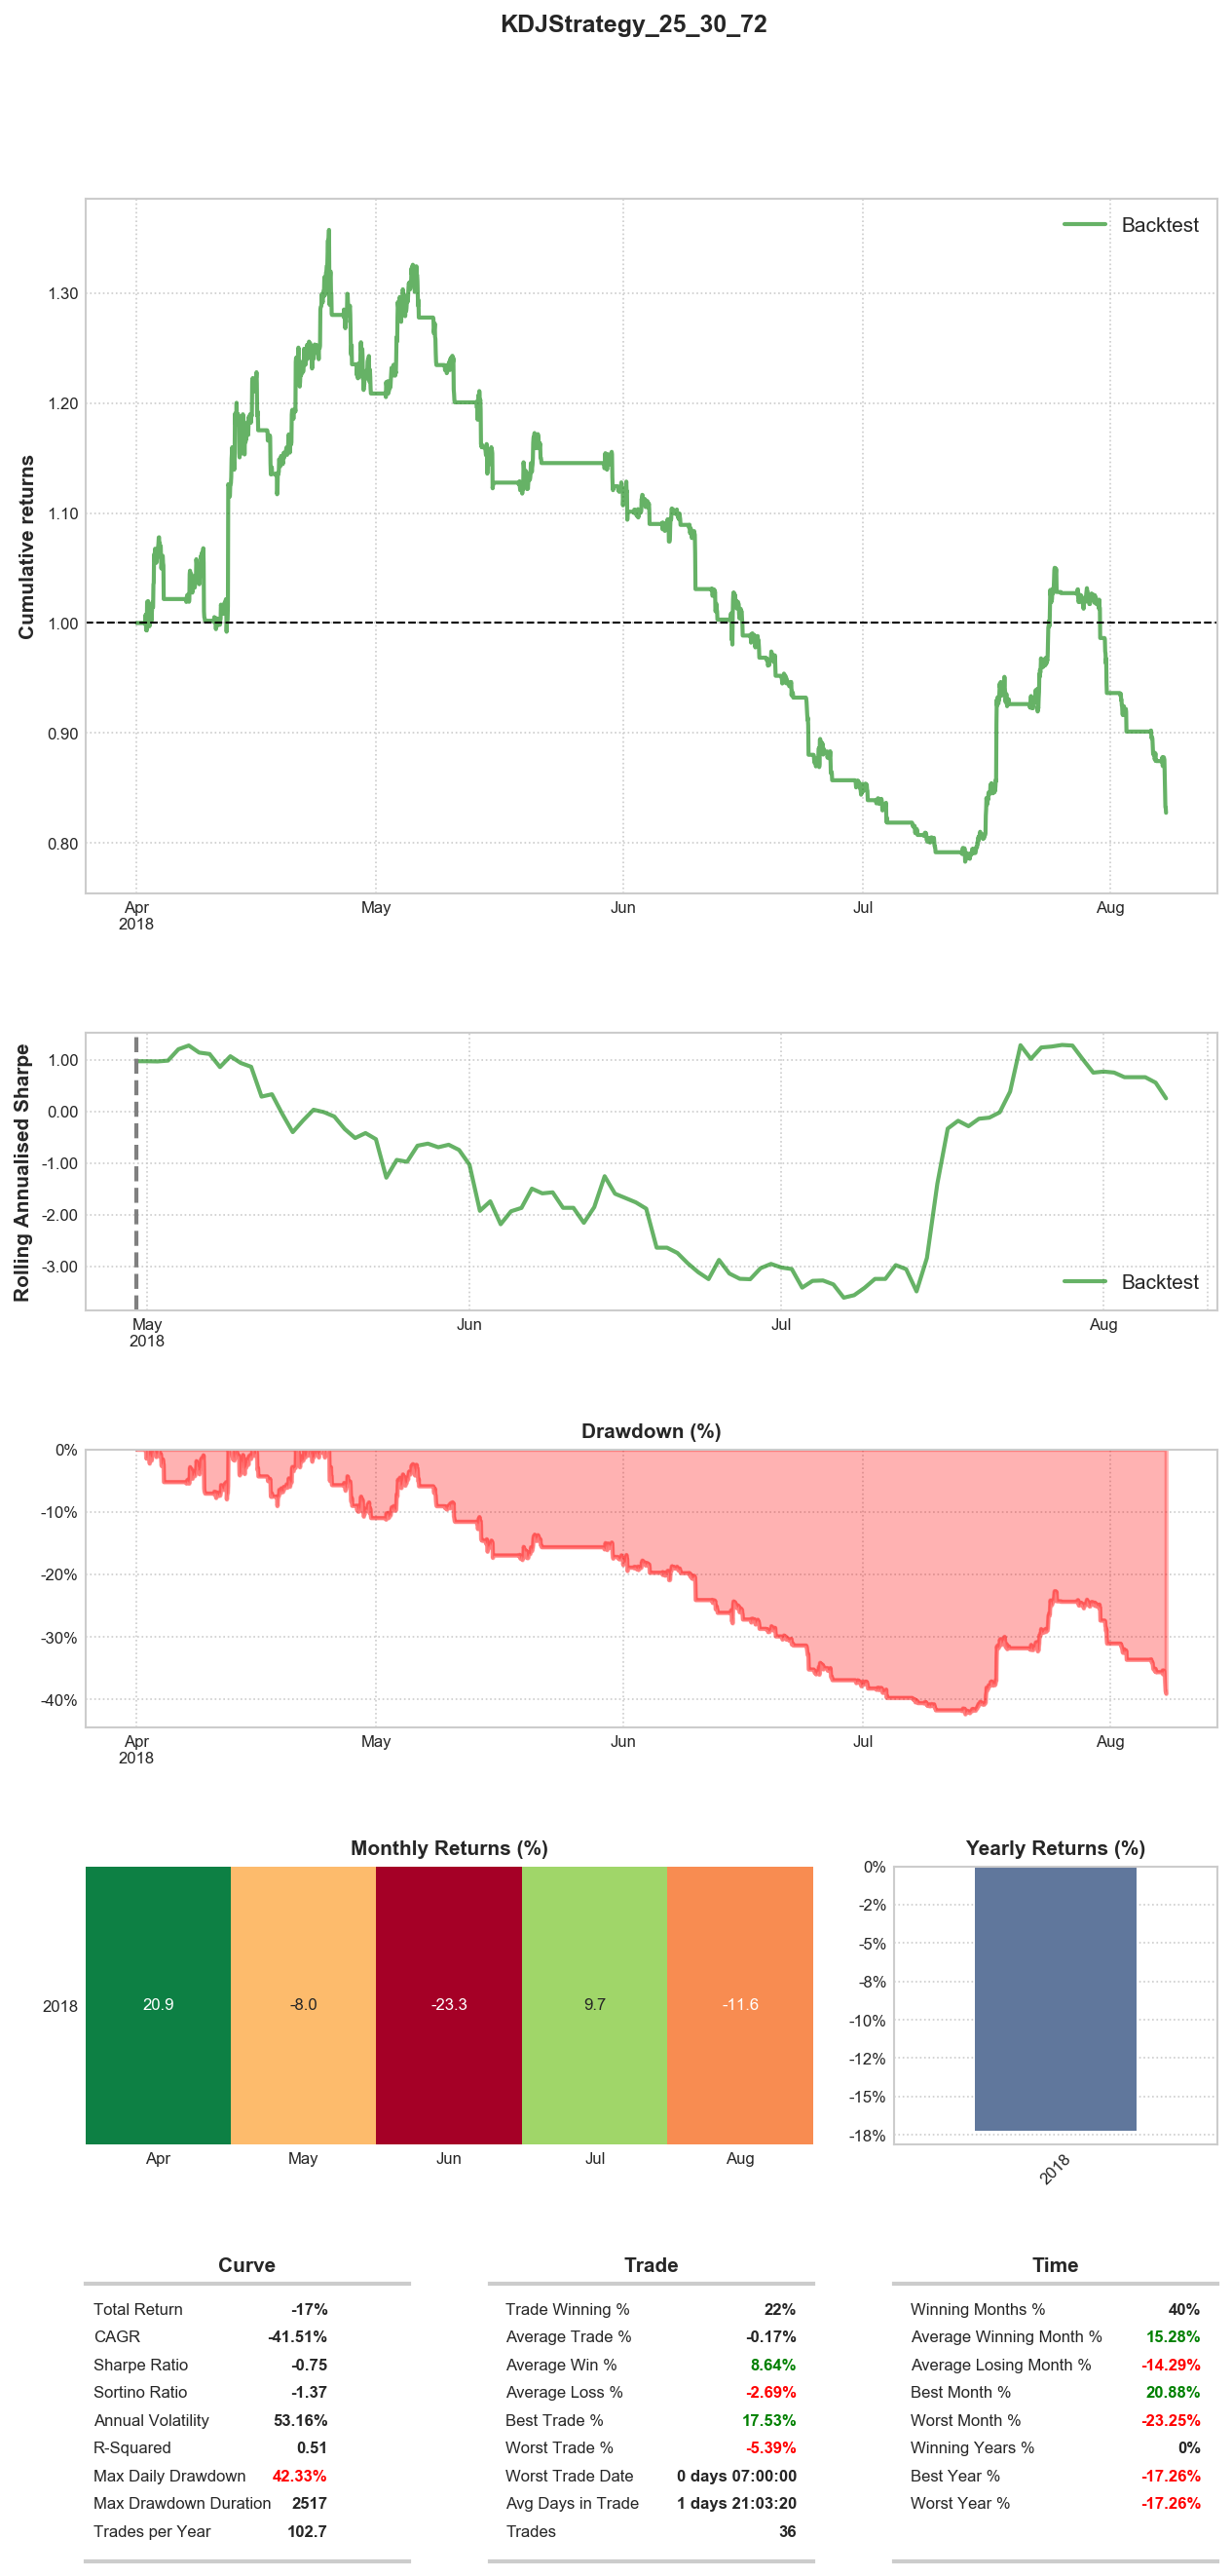 KDJStrategy_25_30_72
Backtest
Cumulative returns
1.30
1.20
1.10
1.00
0.90
0.80
Apr
2018
May
Jun
Jul
Aug
Rolling Annualised Sharpe
1.00
0.00
-1.00
-2.00
-3.00
Backtest
May
2018
Jun
Jul
Aug
Drawdown (%)
0%
-10%
-20%
-30%
-40%
Apr
2018
May
Jun
Jul
Aug
Monthly Returns (%)
2018
20.9 -8.0 -23.3 9.7 -11.6
Apr May Jun Jul Aug
Yearly Returns (%)
0%
-2%
-5%
-8%
-10%
-12%
-15%
-18%
2018
Curve
Total Return -17%
CAGR -41.51%
Sharpe Ratio -0.75
Sortino Ratio -1.37
Annual Volatility 53.16%
R-Squared 0.51
Max Daily Drawdown 42.33%
Max Drawdown Duration 2517
Trades per Year 102.7
Trade
Trade Winning % 22%
Average Trade % -0.17%
Average Win % 8.64%
Average Loss % -2.69%
Best Trade % 17.53%
Worst Trade % -5.39%
Worst Trade Date 0 days 07:00:00
Avg Days in Trade 1 days 21:03:20
Trades 36
Time
Winning Months % 40%
Average Winning Month % 15.28%
Average Losing Month % -14.29%
Best Month % 20.88%
Worst Month % -23.25%
Winning Years % 0%
Best Year % -17.26%
Worst Year % -17.26%